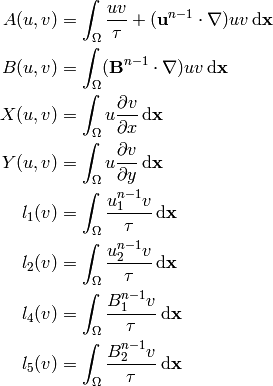 A(u, v) = ∫_Ω uv/τ + (𝐮^{n−1} · ∇)uv d𝐱
B(u, v) = ∫_Ω (𝐁^{n−1} · ∇)uv d𝐱
X(u, v) = ∫_Ω u ∂v/∂x d𝐱
Y(u, v) = ∫_Ω u ∂v/∂y d𝐱
l_1(v) = ∫_Ω u_1^{n−1}v/τ d𝐱
l_2(v) = ∫_Ω u_2^{n−1}v/τ d𝐱
l_4(v) = ∫_Ω B_1^{n−1}v/τ d𝐱
l_5(v) = ∫_Ω B_2^{n−1}v/τ d𝐱